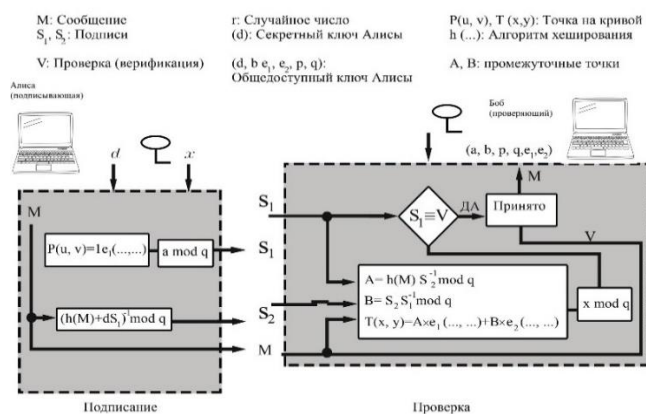 М: Сообщение
S₁, S₂: Подписи
V: Проверка (верификация)
r: Случайное число
(d): Секретный ключ Алисы
(d, b e₁, e₂, p, q):
Общедоступный ключ Алисы
P(u, v), T (x,y): Точка на кривой
h (...): Алгоритм хеширования
A, B: промежуточные точки
Алиса
(подписывающая)
Боб
(проверяющий)
(a, b, p, q,e₁,e₂)
d
x
M
M
S₁
S₁≡V
ДА
Принято
V
P(u, v)=1e₁(...,...)
a mod q
S₁
A= h(M) S₂⁻¹mod q
B= S₂ S₁⁻¹mod q
T(x, y)=A×e₁(..., ...)+B×e₂(..., ...)
x mod q
(h(M)+dS₁)⁻¹mod q
S₂
M
Подписание
Проверка